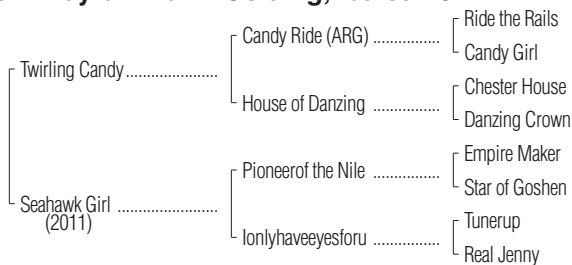 Ride the Rails
Candy Ride (ARG) ................
Candy Girl
Twirling Candy ......................
Chester House
House of Danzing ................
Danzing Crown
Empire Maker
Pioneerof the Nile ................
Star of Goshen
Seahawk Girl ........................
(2011)
Tunerup
Ionlyhaveeyesforu ................
Real Jenny